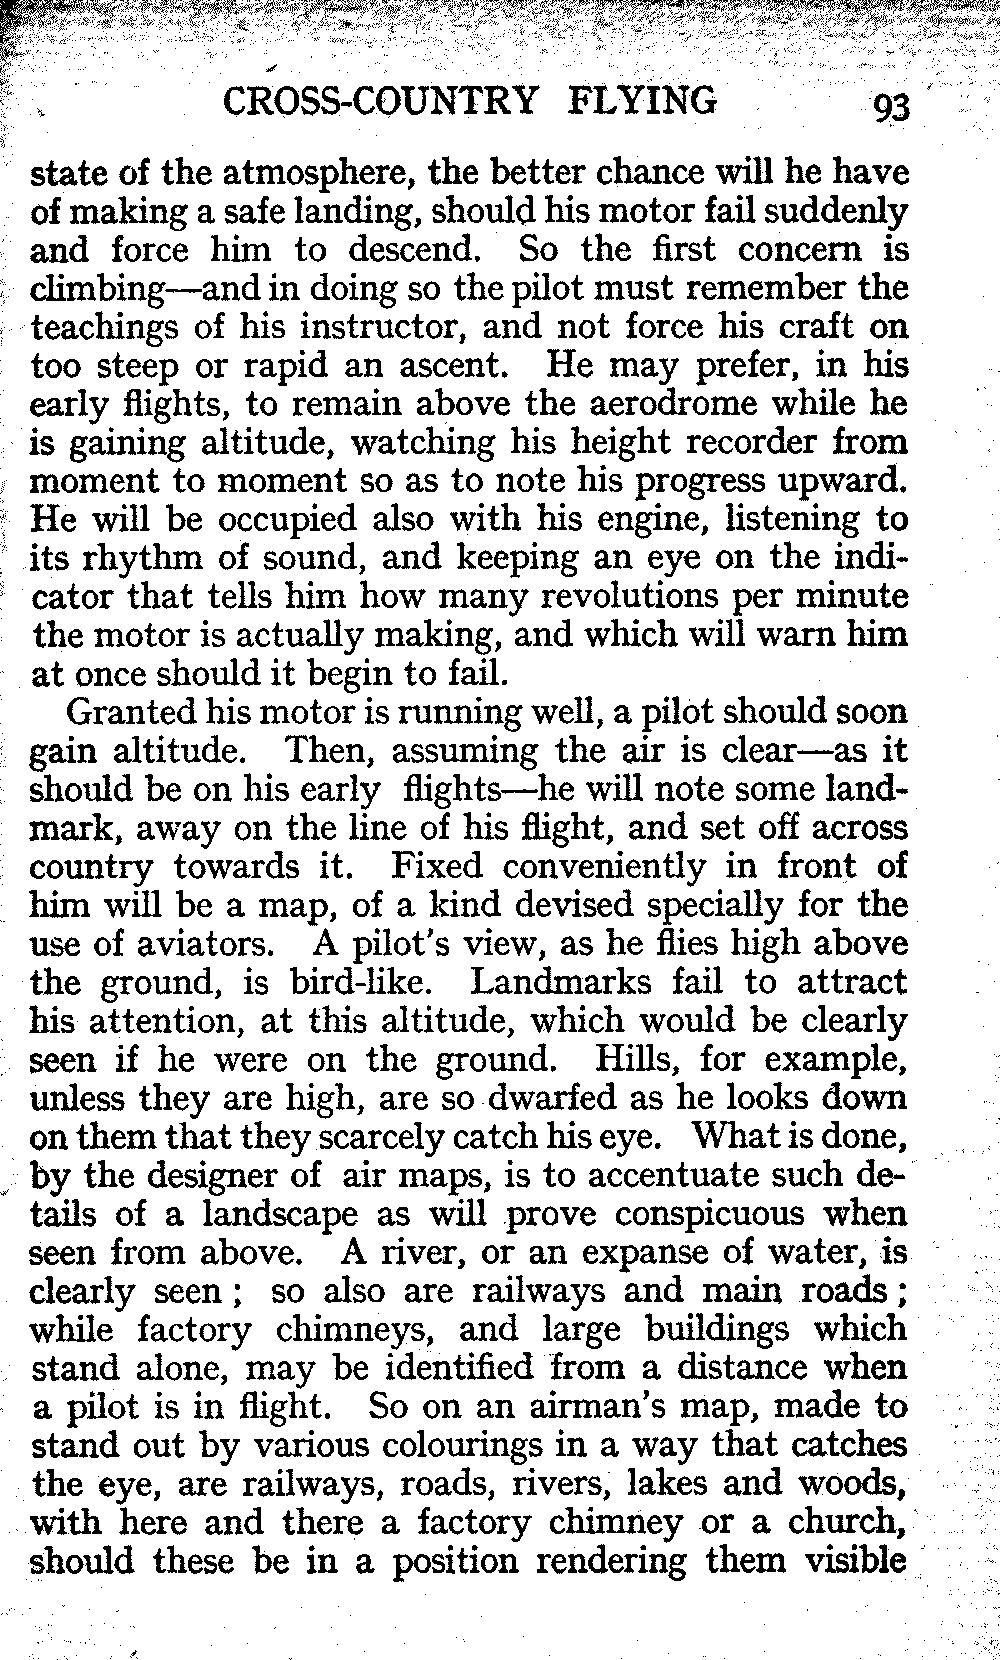 CROSS-COUNTRY FLYING 93
state of the atmosphere, the better chance will he have
of making a safe landing, should his motor fail suddenly
and force him to descend. So the first concern is
climbing—and in doing so the pilot must remember the
teachings of his instructor, and not force his craft on
too steep or rapid an ascent. He may prefer, in his
early flights, to remain above the aerodrome while he
is gaining altitude, watching his height recorder from
moment to moment so as to note his progress upward.
He will be occupied also with his engine, listening to
its rhythm of sound, and keeping an eye on the indi-
cator that tells him how many revolutions per minute
the motor is actually making, and which will warn him
at once should it begin to fail.
Granted his motor is running well, a pilot should soon
gain altitude. Then, assuming the air is clear—as it
should be on his early flights—he will note some land-
mark, away on the line of his flight, and set off across
country towards it. Fixed conveniently in front of
him will be a map, of a kind devised specially for the
use of aviators. A pilot's view, as he flies high above
the ground, is bird-like. Landmarks fail to attract
his attention, at this altitude, which would be clearly
seen if he were on the ground. Hills, for example,
unless they are high, are so dwarfed as he looks down
on them that they scarcely catch his eye. What is done,
by the designer of air maps, is to accentuate such de-
tails of a landscape as will prove conspicuous when
seen from above. A river, or an expanse of water, is
clearly seen ; so also are railways and main roads ;
while factory chimneys, and large buildings which
stand alone, may be identified from a distance when
a pilot is in flight. So on an airman's map, made to
stand out by various colourings in a way that catches
the eye, are railways, roads, rivers, lakes and woods,
with here and there a factory chimney or a church,
should these be in a position rendering them visible